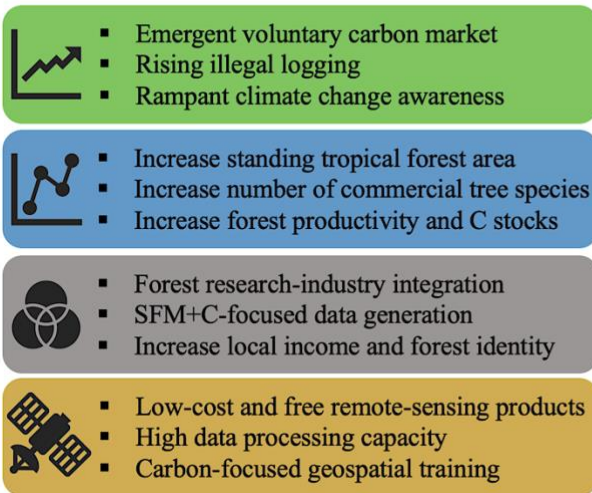 ▪ Emergent voluntary carbon market
▪ Rising illegal logging
▪ Rampant climate change awareness
▪ Increase standing tropical forest area
▪ Increase number of commercial tree species
▪ Increase forest productivity and C stocks
▪ Forest research-industry integration
▪ SFM+C-focused data generation
▪ Increase local income and forest identity
▪ Low-cost and free remote-sensing products
▪ High data processing capacity
▪ Carbon-focused geospatial training